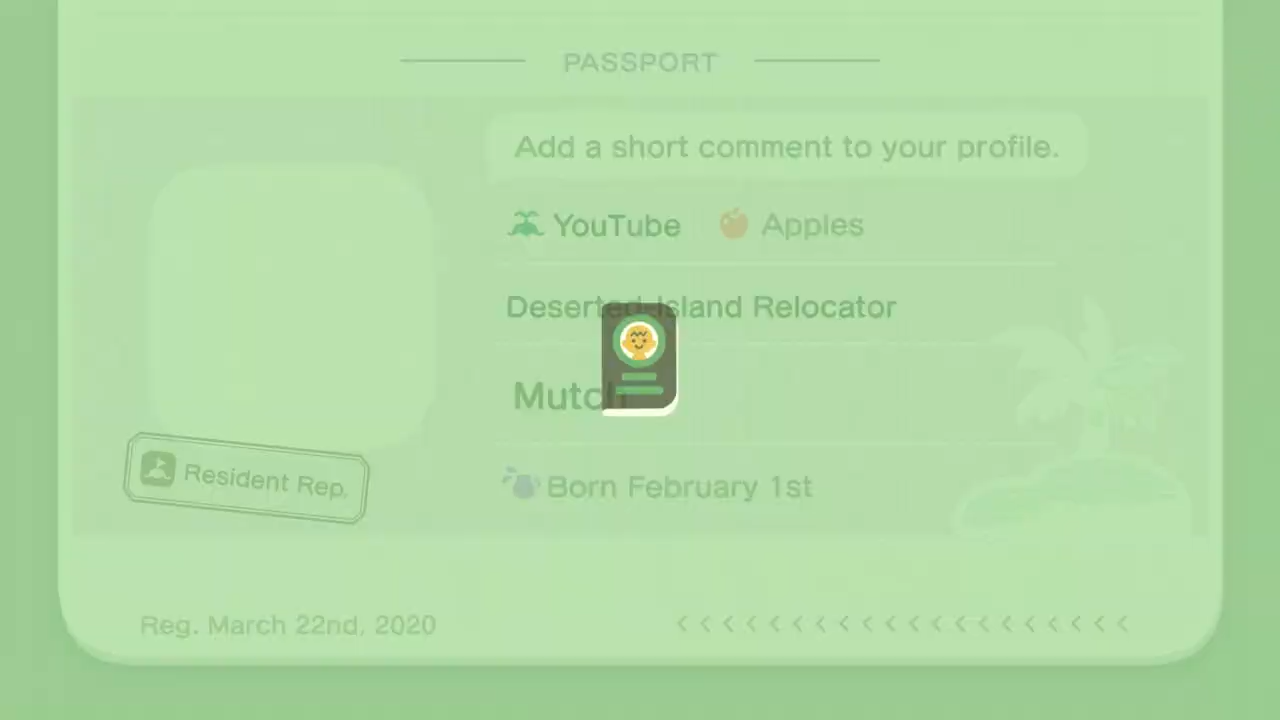 PASSPORT
Add a short comment to your profile.
YouTube Apples
Deserted Island Relocator
Mutch
Born February 1st
Resident Rep.
Reg. March 22nd, 2020
< < < < < < < < < < < < < < < < < < < <